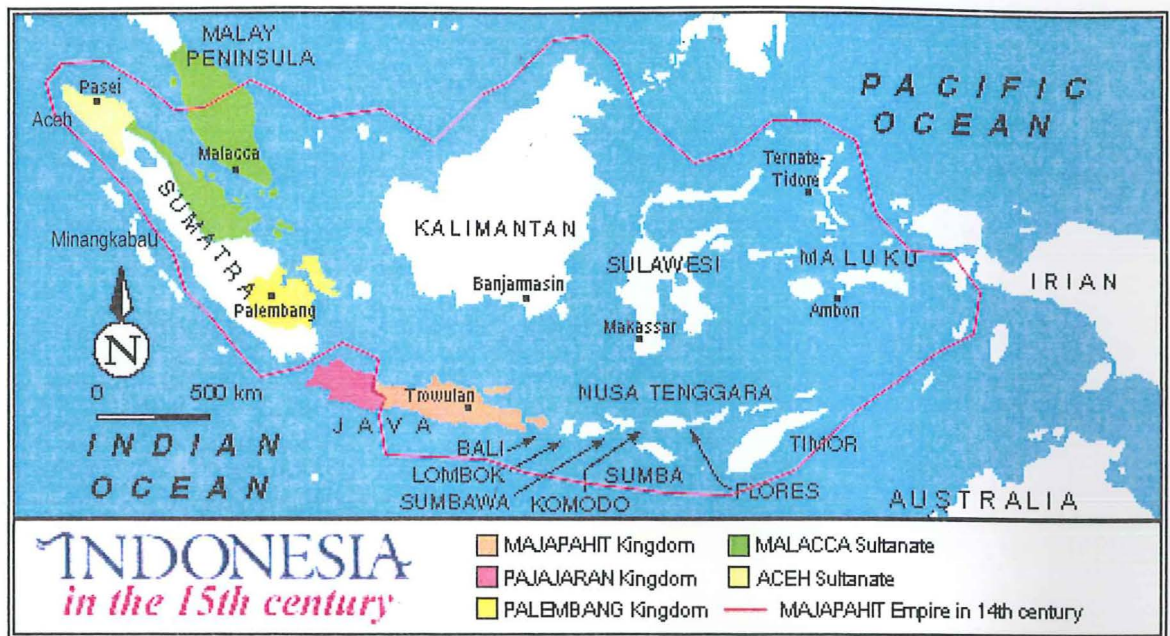 MALAY
PENINSULA
PACIFIC
OCEAN
Pasei
Aceh
Malacca
Ternate-
Tidore
SUMATRA
KALIMANTAN
Minangkabau
SULAWESI
MALUKU
IRIAN
Palembang
Banjarmasin
Ambon
Makassar
N
0 500 km
NUSA TENGGARA
Trowulan
JAVA
INDIAN
OCEAN
BALI
TIMOR
LOMBOK
SUMBA
SUMBAWA
KOMODO
FLORES
AUSTRALIA
INDONESIA
in the 15th century
MAJAPAHIT Kingdom
PAJAJARAN Kingdom
PALEMBANG Kingdom
MALACCA Sultanate
ACEH Sultanate
MAJAPAHIT Empire in 14th century